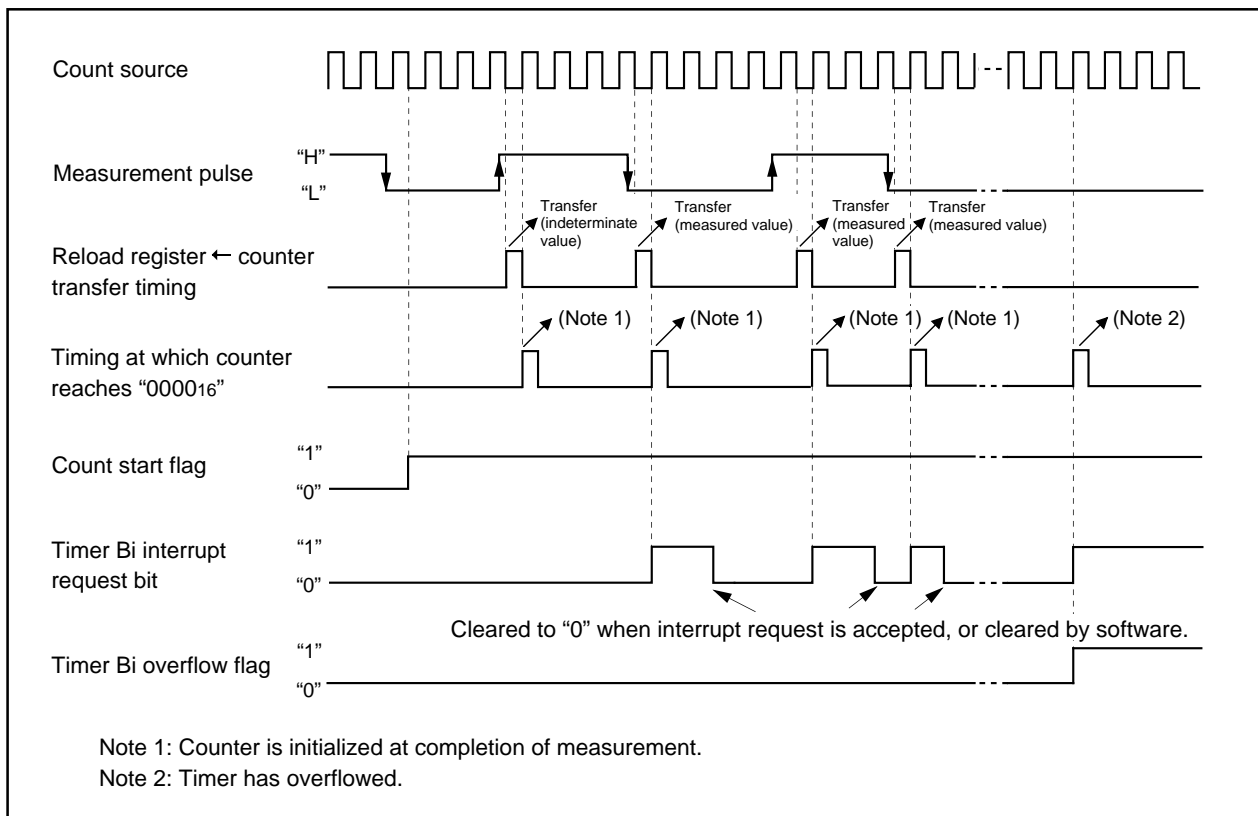 Count source
Measurement pulse
“H”
“L”
Transfer
(indeterminate
value)
Transfer
(measured value)
Transfer
(measured
value)
Transfer
(measured value)
Reload register ← counter
transfer timing
(Note 1)
(Note 1)
(Note 1)
(Note 1)
(Note 2)
Timing at which counter
reaches “000016”
Count start flag
“1”
“0”
Timer Bi interrupt
request bit
“1”
“0”
Cleared to “0” when interrupt request is accepted, or cleared by software.
Timer Bi overflow flag
“1”
“0”
Note 1: Counter is initialized at completion of measurement.
Note 2: Timer has overflowed.